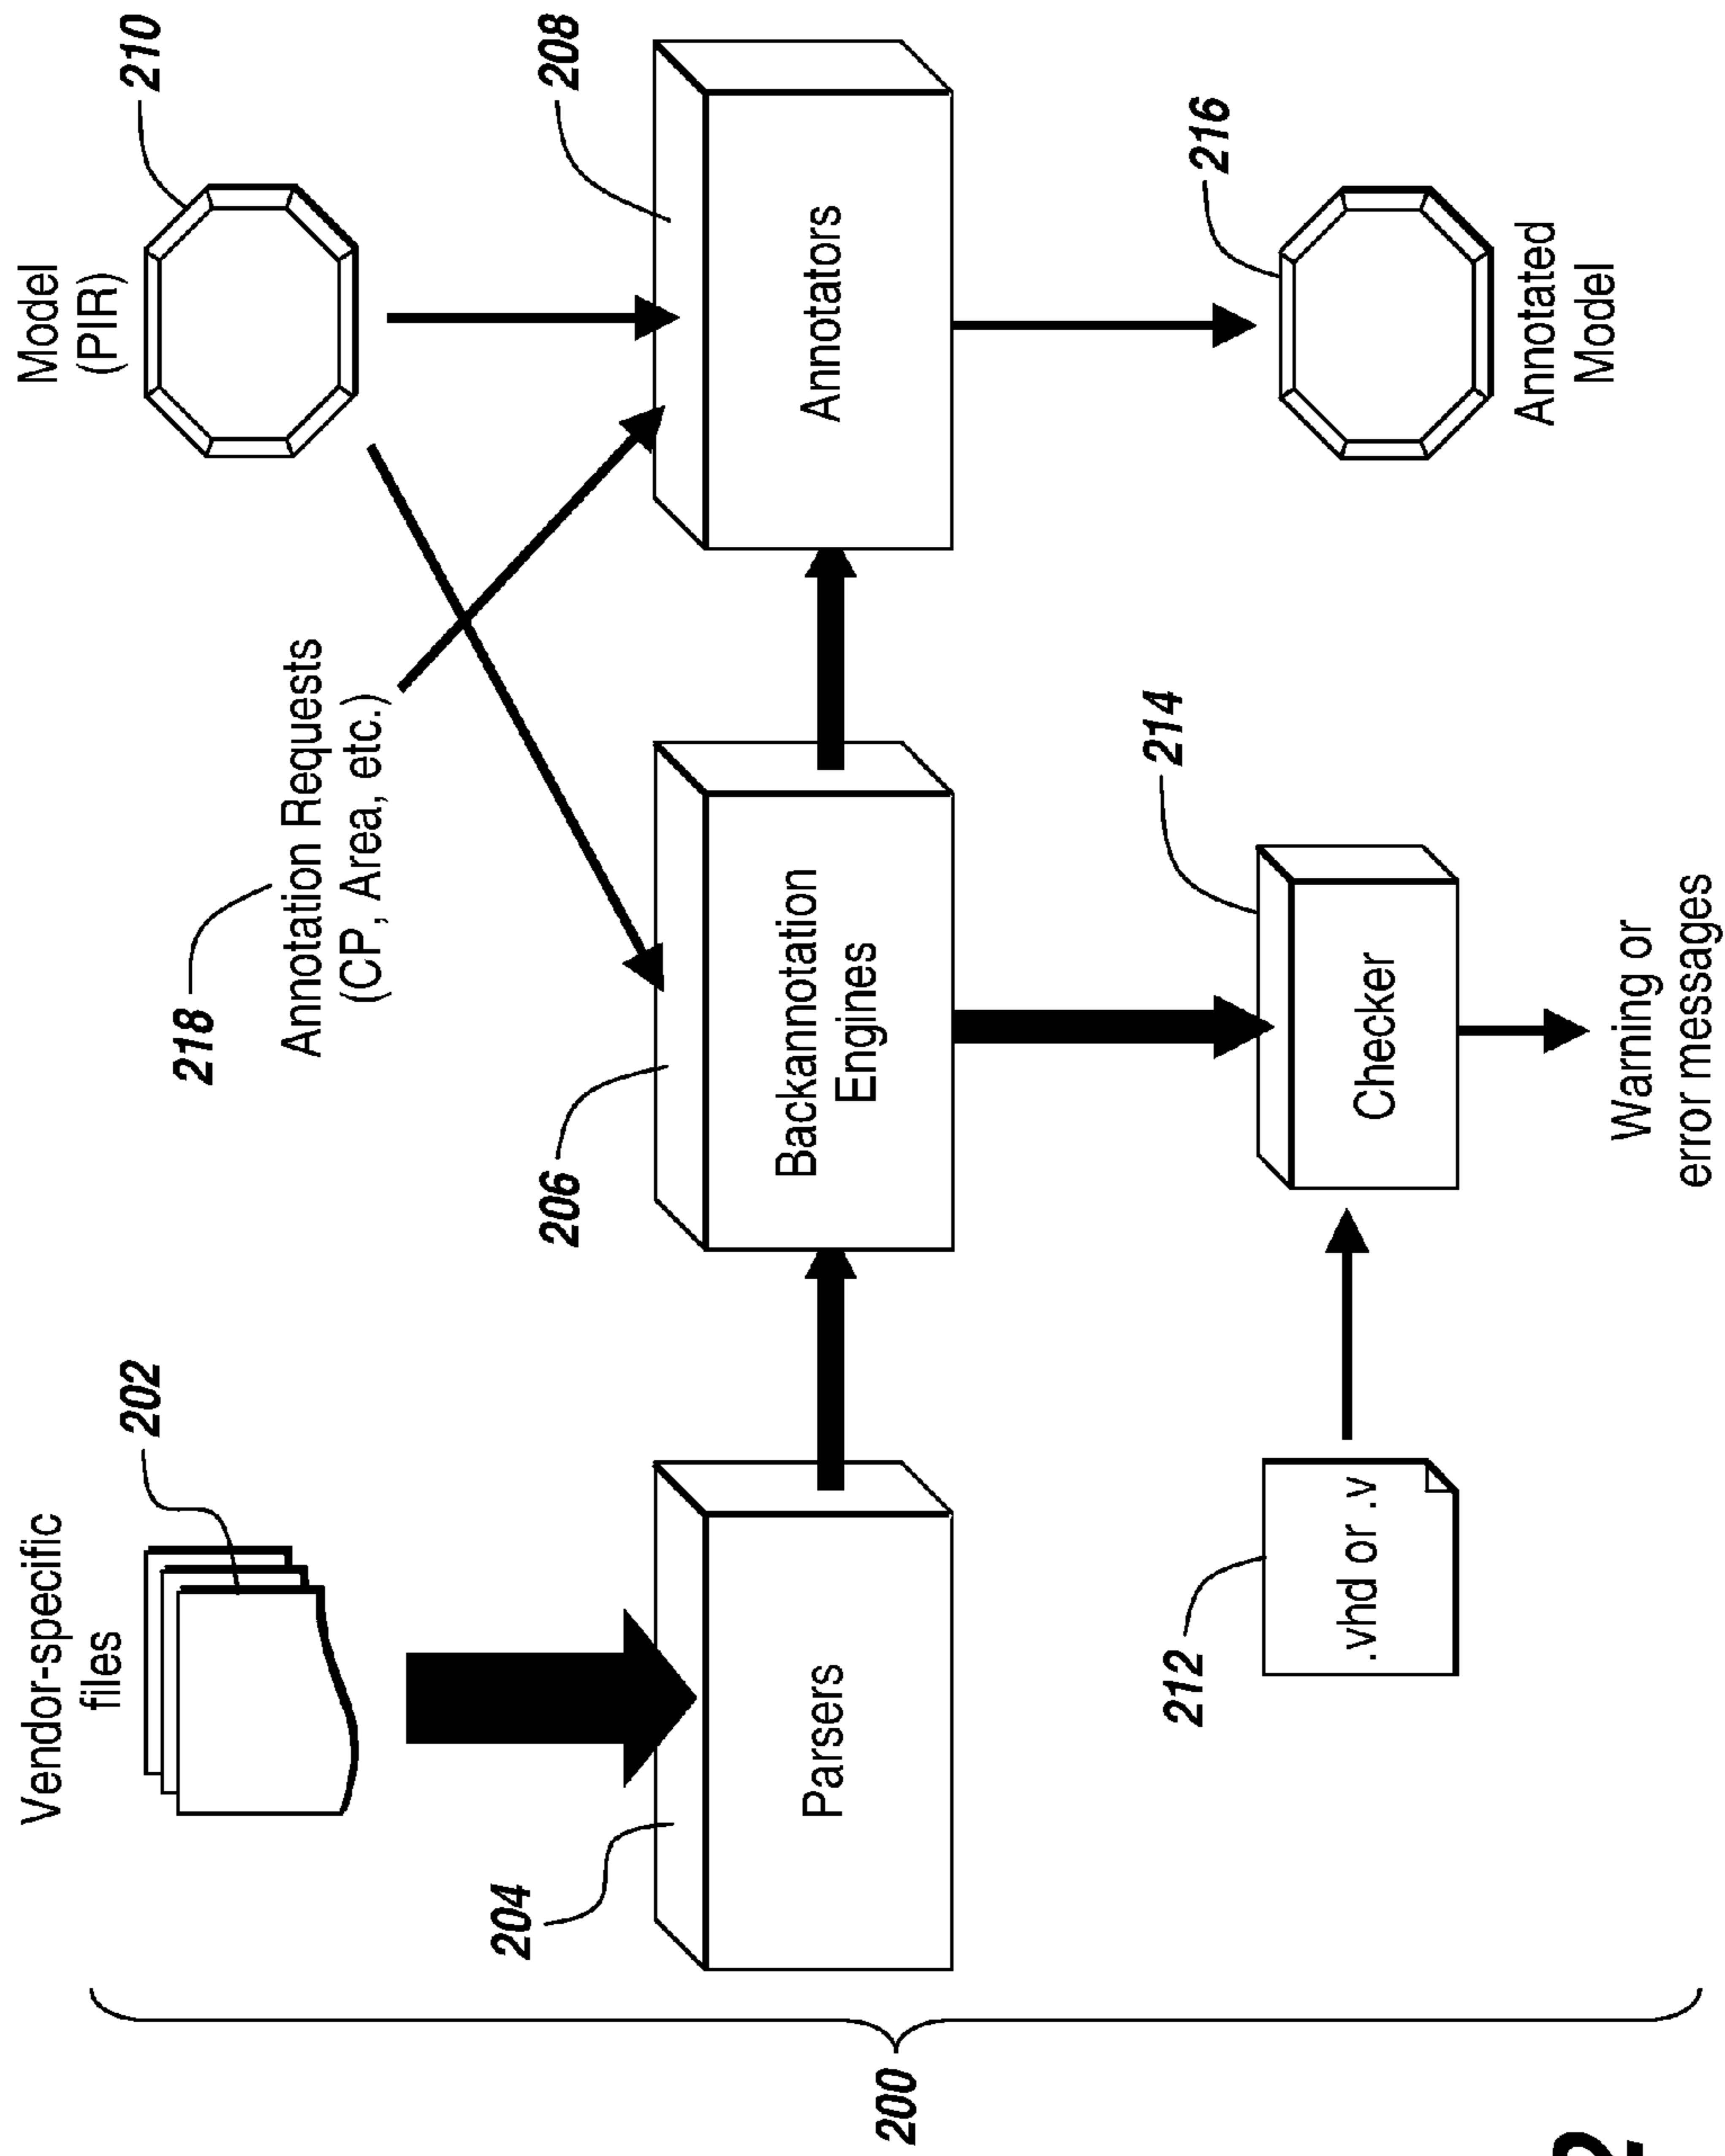 Vendor-specific
files
202
Model
(PIR)
210
218
Annotation Requests
(CP, Area, etc.)
204
206
208
Parsers
Backannotation
Engines
Annotators
200
212
214
216
.vhd or .v
Checker
Annotated
Model
Warning or
error messages
2